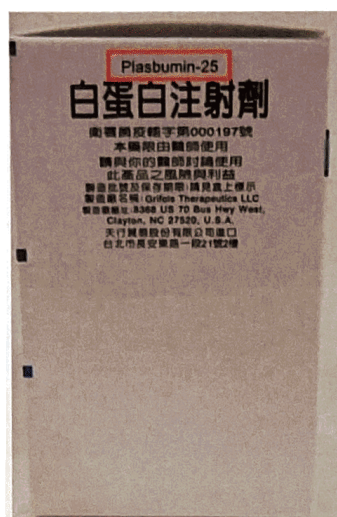 Plasbumin-25
白蛋白注射劑
衛署菌疫輸字第000197號
本藥限由醫師使用
請與你的醫師討論使用
此產品之風險與利益
製造批號及保存期限:請見盒上標示
製造廠名稱:Grifols Therapeutics LLC
製造廠廠址:8368 US 70 Bus Hwy West,
Clayton, NC 27520, U.S.A.
天行貿易股份有限公司進口
台北市長安東路一段21號2樓